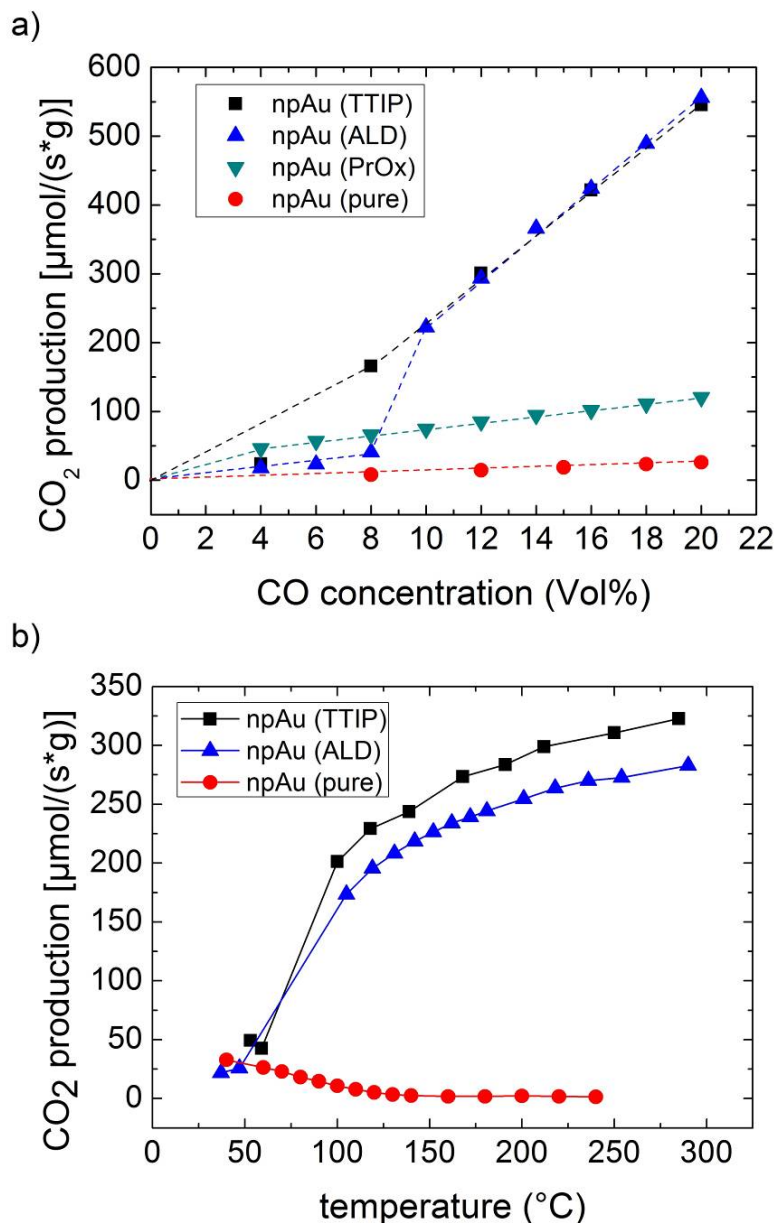 a)
600
500
400
300
200
100
0
CO₂ production [µmol/(s*g)]
npAu (TTIP)
npAu (ALD)
npAu (PrOx)
npAu (pure)
0 2 4 6 8 10 12 14 16 18 20 22
CO concentration (Vol%)
b)
350
300
250
200
150
100
50
0
CO2 production [µmol/(s*g)]
npAu (TTIP)
npAu (ALD)
npAu (pure)
0 50 100 150 200 250 300
temperature (°C)